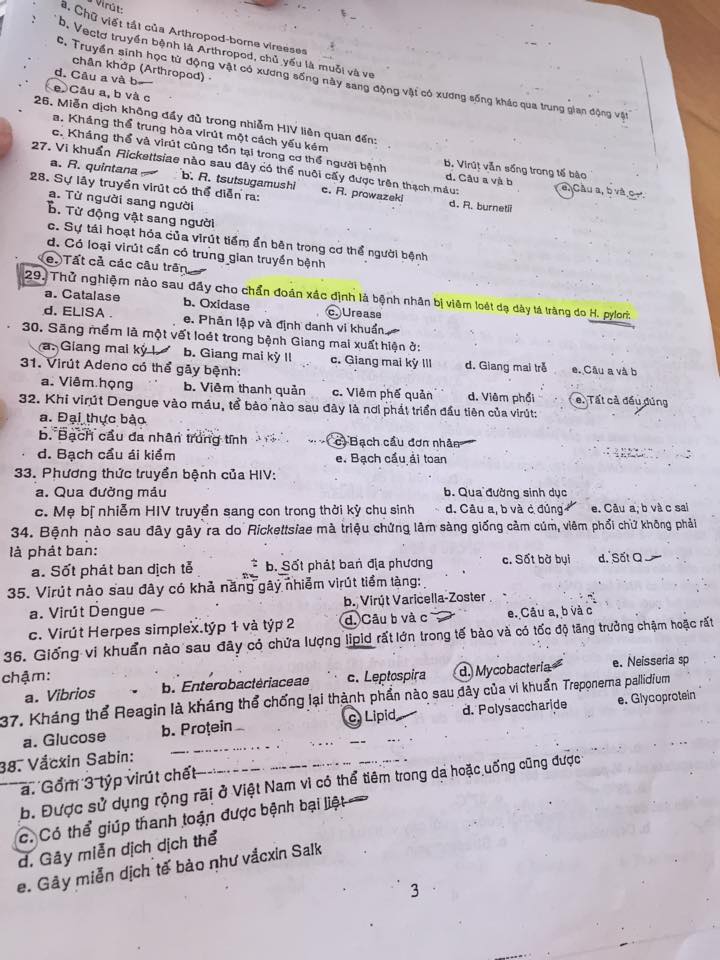 virút:
a. Chữ viết tắt của Arthropod-borne vireeses
b. Vectơ truyền bệnh là Arthropod, chủ yếu là muỗi và ve
c. Truyền sinh học từ động vật có xương sống này sang động vật có xương sống khác qua trung gian động vật
chân khớp (Arthropod)
d. Câu a và b
e. Câu a, b và c
26. Miễn dịch không đầy đủ trong nhiễm HIV liên quan đến:
a. Kháng thể trung hòa virút một cách yếu kém b. Virút vẫn sống trong tế bào
c. Kháng thể và virút cùng tồn tại trong cơ thể người bệnh d. Câu a và b e. Câu a, b và c
27. Vi khuẩn Rickettsiae nào sau đây có thể nuôi cấy được trên thạch máu:
a. R. quintana b. R. tsutsugamushi c. R. prowazeki d. R. burnetii
28. Sự lây truyền virút có thể diễn ra:
a. Từ người sang người
b. Từ động vật sang người
c. Sự tái hoạt hóa của virút tiềm ẩn bên trong cơ thể người bệnh
d. Có loại virút cần có trung gian truyền bệnh
e. Tất cả các câu trên
29. Thử nghiệm nào sau đây cho chẩn đoán xác định là bệnh nhân bị viêm loét dạ dày tá tràng do H. pylori:
a. Catalase b. Oxidase c. Urease
d. ELISA e. Phân lập và định danh vi khuẩn
30. Săng mềm là một vết loét trong bệnh Giang mai xuất hiện ở:
a. Giang mai kỳ I b. Giang mai kỳ II c. Giang mai kỳ III d. Giang mai trễ e. Câu a và b
31. Virút Adeno có thể gây bệnh:
a. Viêm họng b. Viêm thanh quản c. Viêm phế quản d. Viêm phổi e. Tất cả đều đúng
32. Khi virút Dengue vào máu, tế bào nào sau đây là nơi phát triển đầu tiên của virút:
a. Đại thực bào
b. Bạch cầu đa nhân trung tính c. Bạch cầu đơn nhân
d. Bạch cầu ái kiềm e. Bạch cầu ái toan
33. Phương thức truyền bệnh của HIV:
a. Qua đường máu b. Qua đường sinh dục
c. Mẹ bị nhiễm HIV truyền sang con trong thời kỳ chu sinh d. Câu a, b và c đúng e. Câu a, b và c sai
34. Bệnh nào sau đây gây ra do Rickettsiae mà triệu chứng lâm sàng giống cảm cúm, viêm phổi chứ không phải
là phát ban:
a. Sốt phát ban dịch tễ b. Sốt phát ban địa phương c. Sốt bờ bụi d. Sốt Q
35. Virút nào sau đây có khả năng gây nhiễm virút tiềm tàng:
a. Virút Dengue b. Virút Varicella-Zoster
c. Virút Herpes simplex týp 1 và týp 2 d. Câu b và c e. Câu a, b và c
36. Giống vi khuẩn nào sau đây có chứa lượng lipid rất lớn trong tế bào và có tốc độ tăng trưởng chậm hoặc rất
chậm:
a. Vibrios b. Enterobacteriaceae c. Leptospira d. Mycobacteria e. Neisseria sp
37. Kháng thể Reagin là kháng thể chống lại thành phần nào sau đây của vi khuẩn Treponema pallidium
a. Glucose b. Protein c. Lipid d. Polysaccharide e. Glycoprotein
38. Vắcxin Sabin:
a. Gồm 3 týp virút chết
b. Được sử dụng rộng rãi ở Việt Nam vì có thể tiêm trong da hoặc uống cũng được
c. Có thể giúp thanh toán được bệnh bại liệt
d. Gây miễn dịch dịch thể
e. Gây miễn dịch tế bào như vắcxin Salk
3